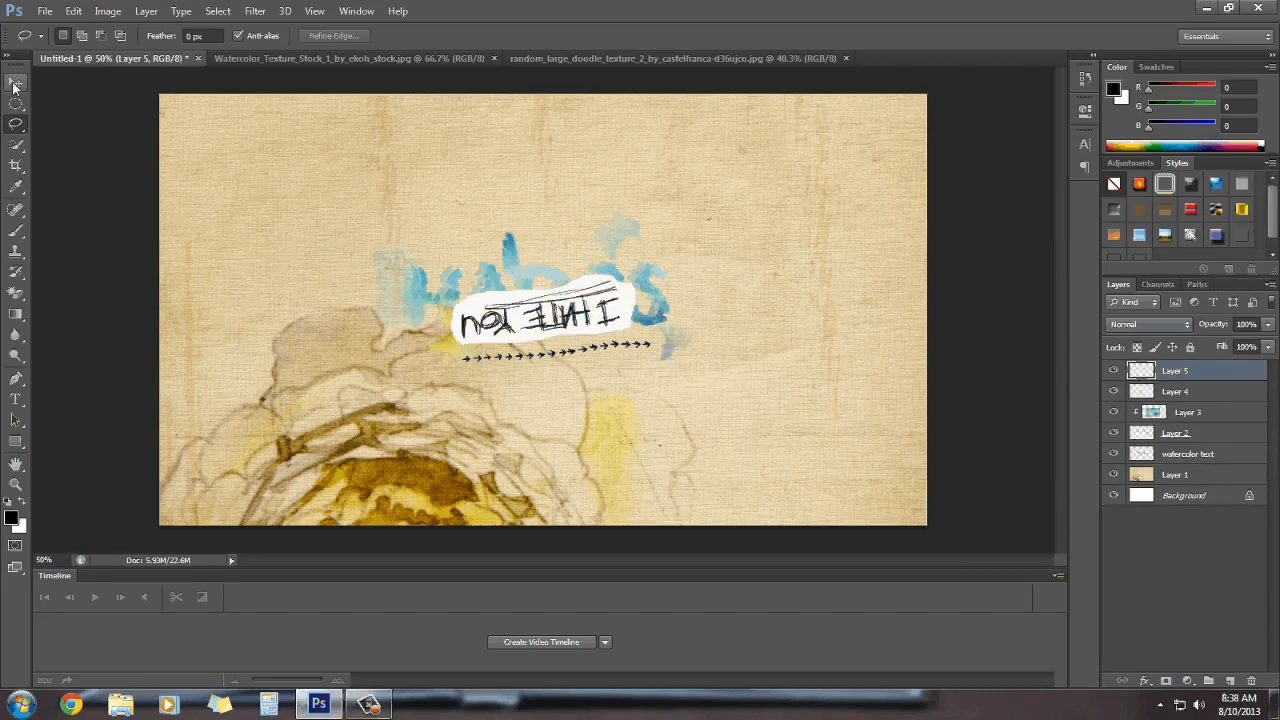 Ps File Edit Image Layer Type Select Filter 3D View Window Help
Feather: 0 px Anti-alias Refine Edge... Essentials
Untitled-1 @ 50% (Layer 5, RGB/8) * × Watercolor_Texture_Stock_1_by_ekoh_stock.jpg @ 66.7% (RGB/8) × random_large_doodle_texture_2_by_castelfranca-d36ujco.jpg @ 40.3% (RGB/8) ×
Color Swatches
R 0
G 0
B 0
Adjustments Styles
Layers Channels Paths
Kind
Normal Opacity: 100%
Lock: Fill: 100%
Layer 5
Layer 4
Layer 3
Layer 2
watercolor text
Layer 1
Background
50% Doc: 5.93M/22.6M
Timeline
Create Video Timeline
Ps
8:38 AM
8/10/2013